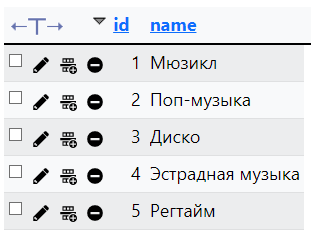 ←T→ id name
1 Мюзикл
2 Поп-музыка
3 Диско
4 Эстрадная музыка
5 Регтайм